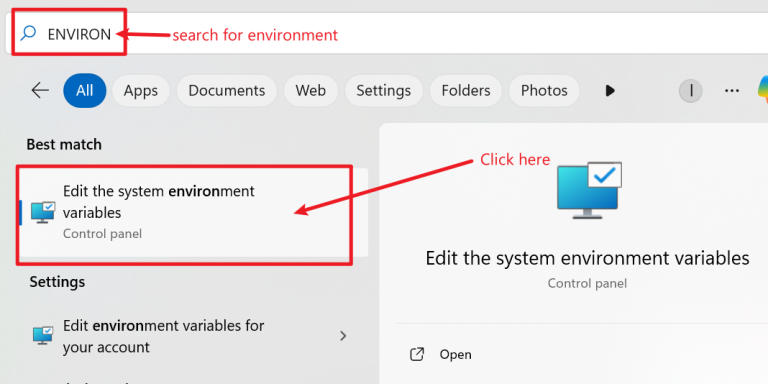 ENVIRON
search for environment
All
Apps
Documents
Web
Settings
Folders
Photos
I
...
Best match
Click here
Edit the system environment
variables
Control panel
Edit the system environment variables
Control panel
Settings
Edit environment variables for
your account
Open